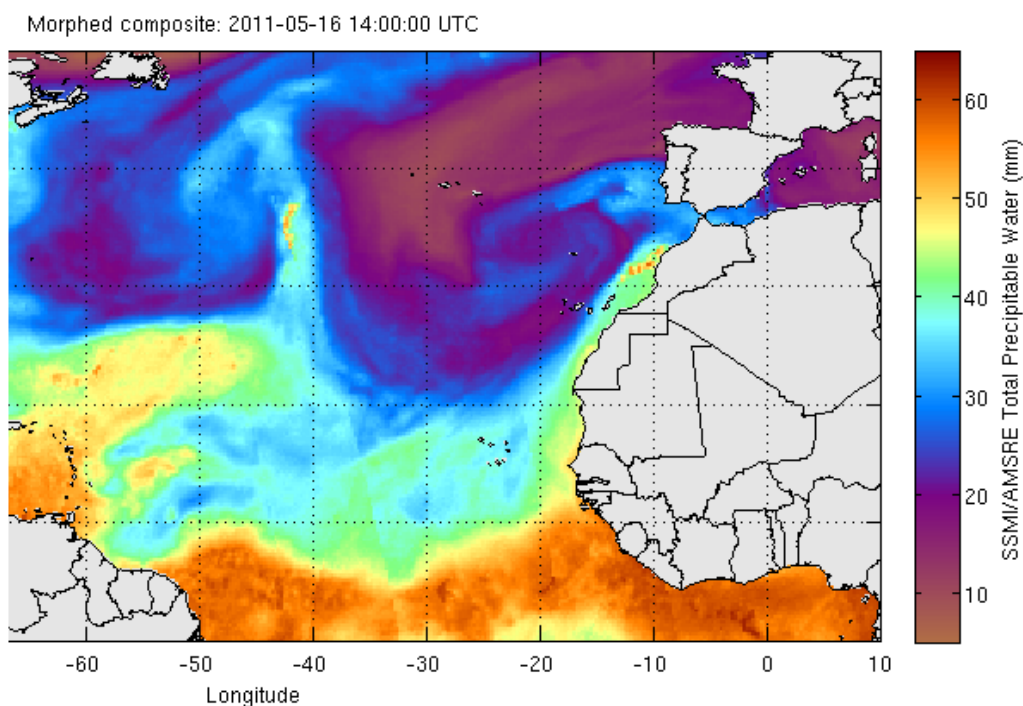 Morphed composite: 2011-05-16 14:00:00 UTC
60
50
40
30
20
10
SSMI/AMSRE Total Precipitable Water (mm)
-60 -50 -40 -30 -20 -10 0 10
Longitude